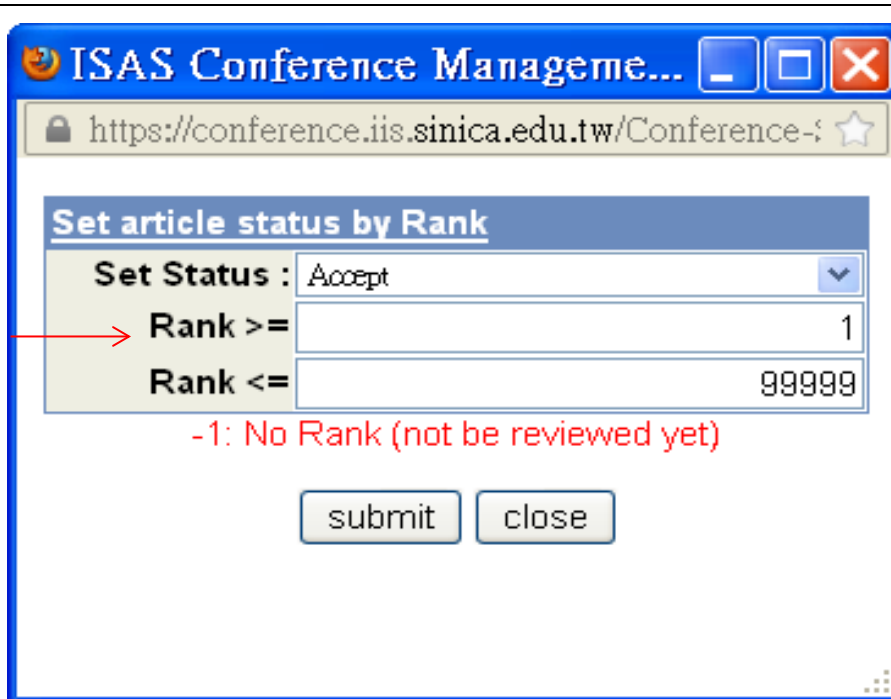 ISAS Conference Manageme...
https://conference.iis.sinica.edu.tw/Conference-
Set article status by Rank
Set Status : Accept
Rank >= 1
Rank <= 99999
-1: No Rank (not be reviewed yet)
submit close